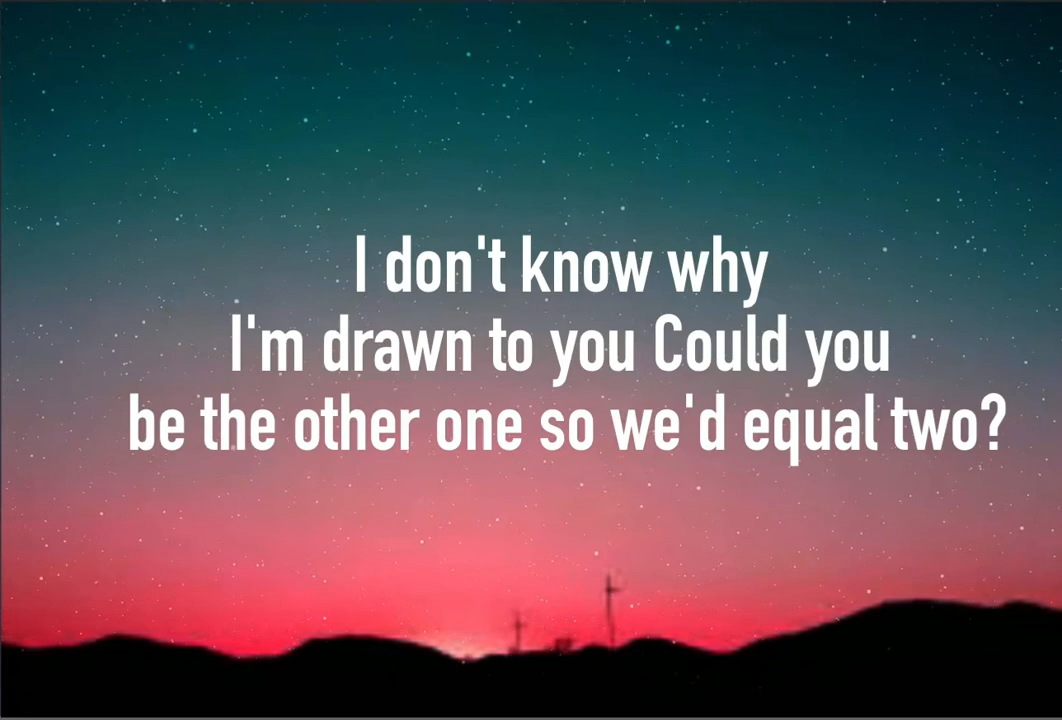 I don't know why
I'm drawn to you Could you
be the other one so we'd equal two?